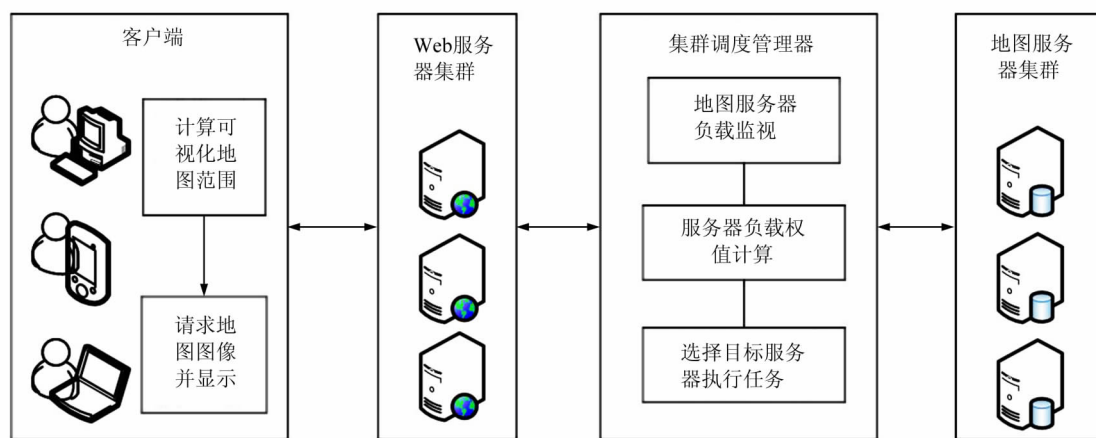 客户端
计算可
视化地
图范围
请求地
图图像
并显示
Web服务
器集群
集群调度管理器
地图服务器
负载监视
服务器负载权
值计算
选择目标服务
器执行任务
地图服务
器集群